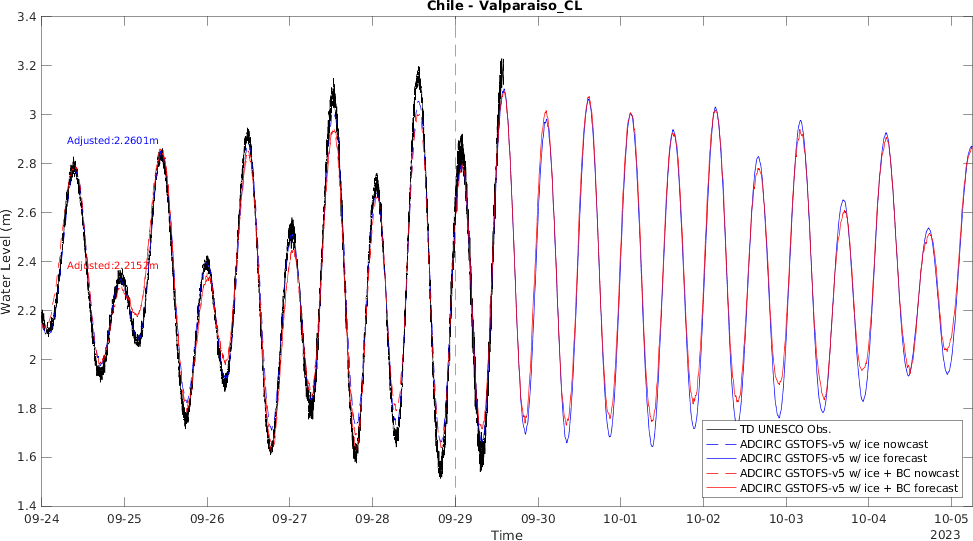 Chile - Valparaiso_CL
3.4
3.2
3
2.8
2.6
2.4
2.2
2
1.8
1.6
1.4
Water Level (m)
Adjusted:2.2601m
Adjusted:2.2152m
TD UNESCO Obs.
ADCIRC GSTOFS-v5 w/ ice nowcast
ADCIRC GSTOFS-v5 w/ ice forecast
ADCIRC GSTOFS-v5 w/ ice + BC nowcast
ADCIRC GSTOFS-v5 w/ ice + BC forecast
09-24 09-25 09-26 09-27 09-28 09-29 09-30 10-01 10-02 10-03 10-04 10-05
2023
Time